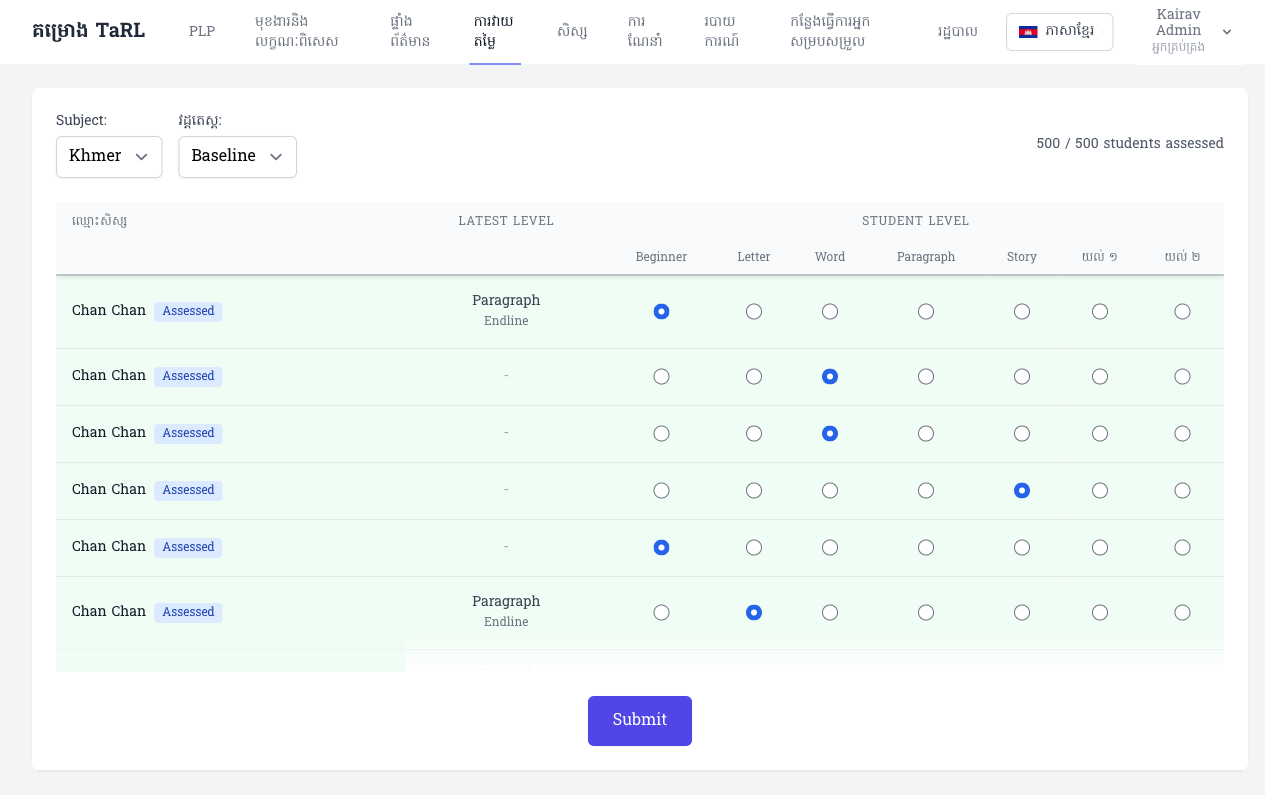 គម្រោង TaRL
PLP
មុខងារនិង
លក្ខណៈពិសេស
ផ្ទាំង
ព័ត៌មាន
ការវាយ
តម្លៃ
សិស្ស
ការ
ណែនាំ
របាយ
ការណ៍
កន្លែងធ្វើការអ្នក
សម្របសម្រួល
រដ្ឋបាល
ភាសាខ្មែរ
Kairav
Admin
អ្នកគ្រប់គ្រង
Subject:
វដ្តតេស្ត:
Khmer
Baseline
500 / 500 students assessed
ឈ្មោះសិស្ស
LATEST LEVEL
STUDENT LEVEL
Beginner Letter Word Paragraph Story យល់ ១ យល់ ២
Chan Chan Assessed
Paragraph
Endline
Chan Chan Assessed -
Chan Chan Assessed -
Chan Chan Assessed -
Chan Chan Assessed -
Chan Chan Assessed
Paragraph
Endline
Submit